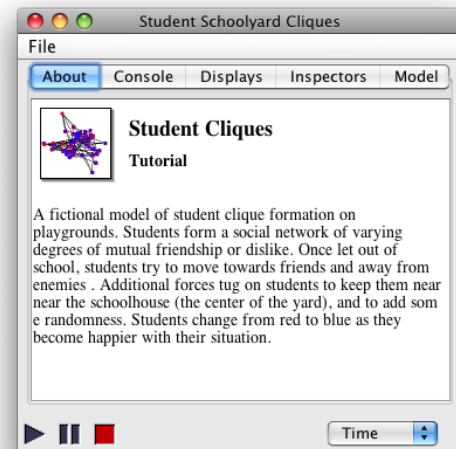 Student Schoolyard Cliques
File
About Console Displays Inspectors Model
Student Cliques
Tutorial
A fictional model of student clique formation on
playgrounds. Students form a social network of varying
degrees of mutual friendship or dislike. Once let out of
school, students try to move towards friends and away from
enemies . Additional forces tug on students to keep them near
near the schoolhouse (the center of the yard), and to add som
e randomness. Students change from red to blue as they
become happier with their situation.
Time